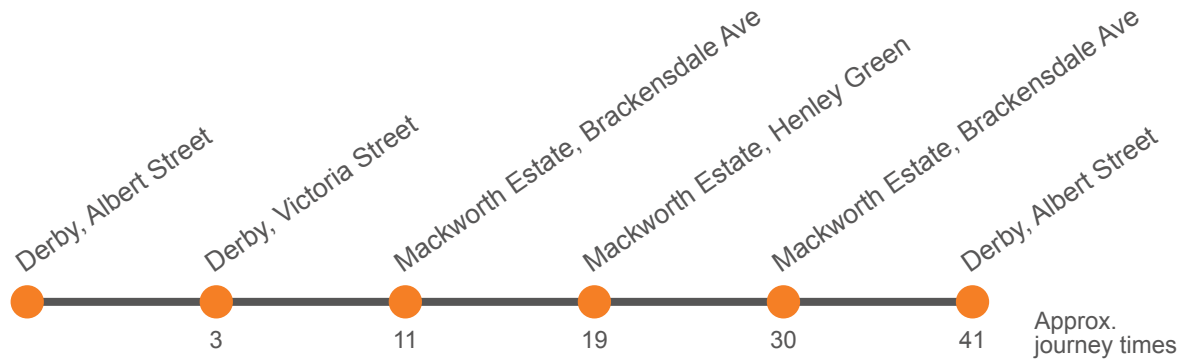 Derby, Albert Street
Derby, Victoria Street
Mackworth Estate, Brackensdale Ave
Mackworth Estate, Henley Green
Mackworth Estate, Brackensdale Ave
Derby, Albert Street
3
11
19
30
41
Approx.
journey times